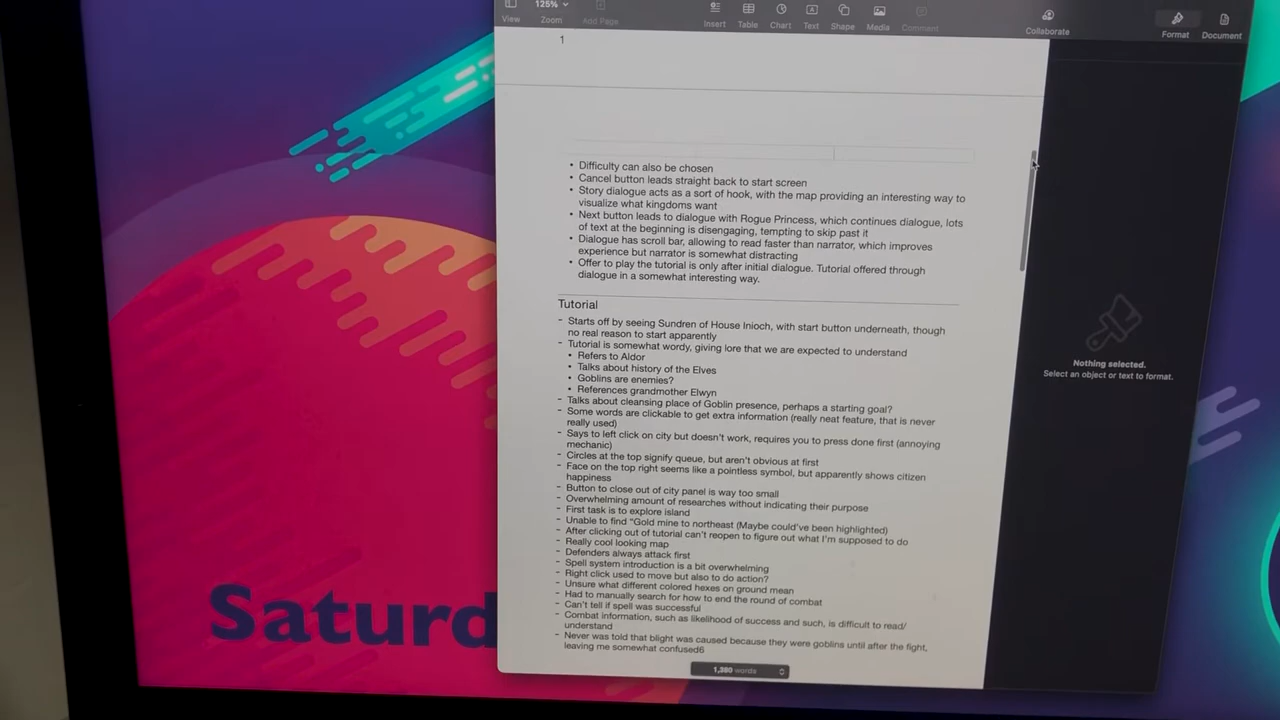 125%
View
Zoom
Add Page
Insert
Table
Chart
Text
Shape
Media
Comment
Collaborate
Format
Document
1
• Difficulty can also be chosen
• Cancel button leads straight back to start screen
• Story dialogue acts as a sort of hook, with the map providing an interesting way to
visualize what kingdoms want
• Next button leads to dialogue with Rogue Princess, which continues dialogue, lots
of text at the beginning is disengaging, tempting to skip past it
• Dialogue has scroll bar, allowing to read faster than narrator, which improves
experience but narrator is somewhat distracting
• Offer to play the tutorial is only after initial dialogue. Tutorial offered through
dialogue in a somewhat interesting way.
Tutorial
- Starts off by seeing Sundren of House Inioch, with start button underneath, though
no real reason to start apparently
- Tutorial is somewhat wordy, giving lore that we are expected to understand
• Refers to Aldor
• Talks about history of the Elves
• Goblins are enemies?
• References grandmother Elwyn
- Talks about cleansing place of Goblin presence, perhaps a starting goal?
- Some words are clickable to get extra information (really neat feature, that is never
really used)
- Says to left click on city but doesn't work, requires you to press done first (annoying
mechanic)
- Circles at the top signify queue, but aren't obvious at first
- Face on the top right seems like a pointless symbol, but apparently shows citizen
happiness
- Button to close out of city panel is way too small
- Overwhelming amount of researches without indicating their purpose
- First task is to explore island
- Unable to find "Gold mine to northeast (Maybe could've been highlighted)
- After clicking out of tutorial can't reopen to figure out what I'm supposed to do
- Really cool looking map
- Defenders always attack first
- Spell system introduction is a bit overwhelming
- Right click used to move but also to do action?
- Unsure what different colored hexes on ground mean
- Had to manually search for how to end the round of combat
- Can't tell if spell was successful
- Combat information, such as likelihood of success and such, is difficult to read/
understand
- Never was told that blight was caused because they were goblins until after the fight,
leaving me somewhat confused6
1,380 words
Nothing selected.
Select an object or text to format.
Saturd